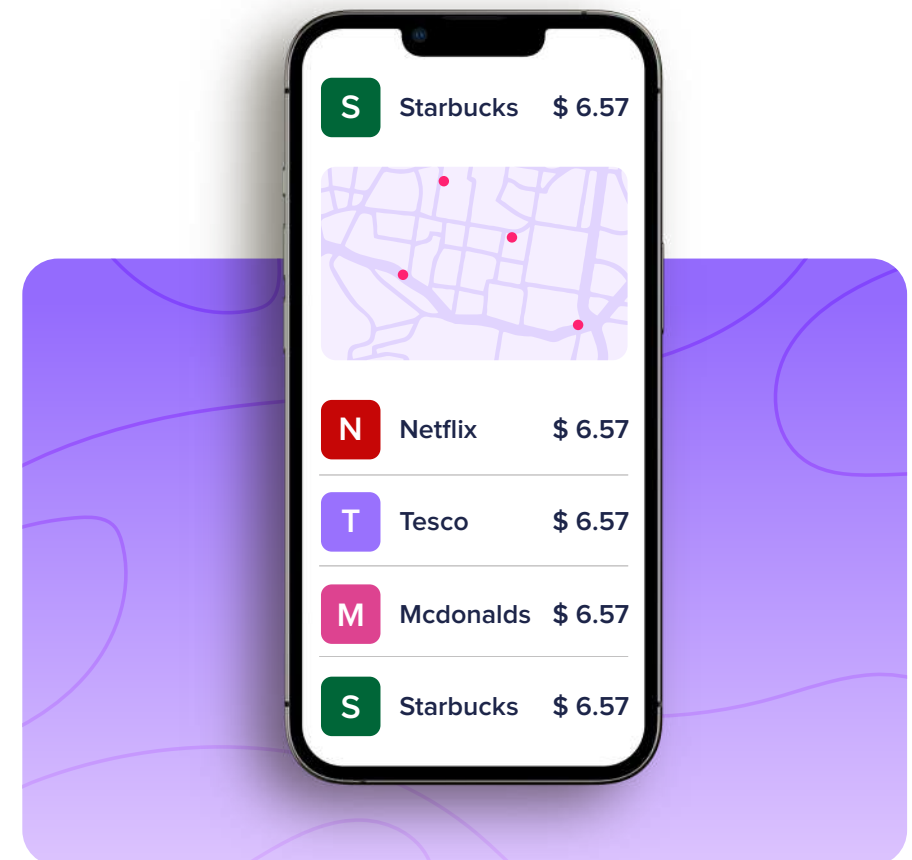 S Starbucks $ 6.57
N Netflix $ 6.57
T Tesco $ 6.57
M Mcdonalds $ 6.57
S Starbucks $ 6.57